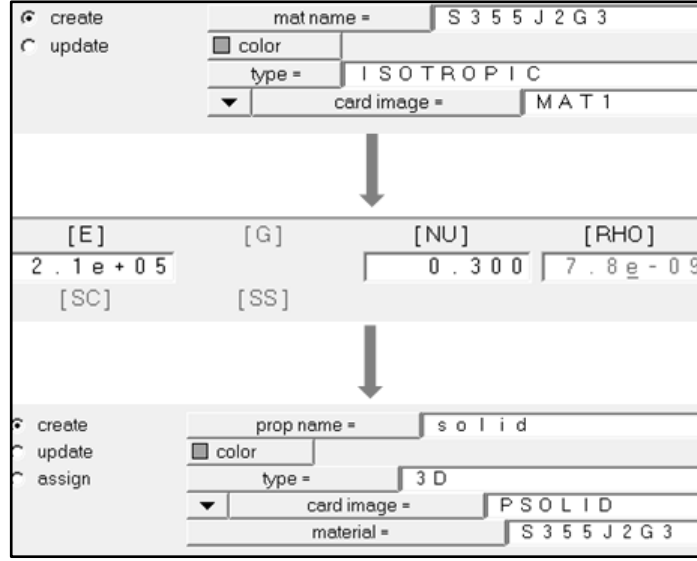 create mat name = S355J2G3
update color
type = ISOTROPIC
card image = MAT1
[E] [G] [NU] [RHO]
2.1e+05 0.300 7.8e-09
[SC] [SS]
create prop name = solid
update color
assign type = 3D
card image = PSOLID
material = S355J2G3